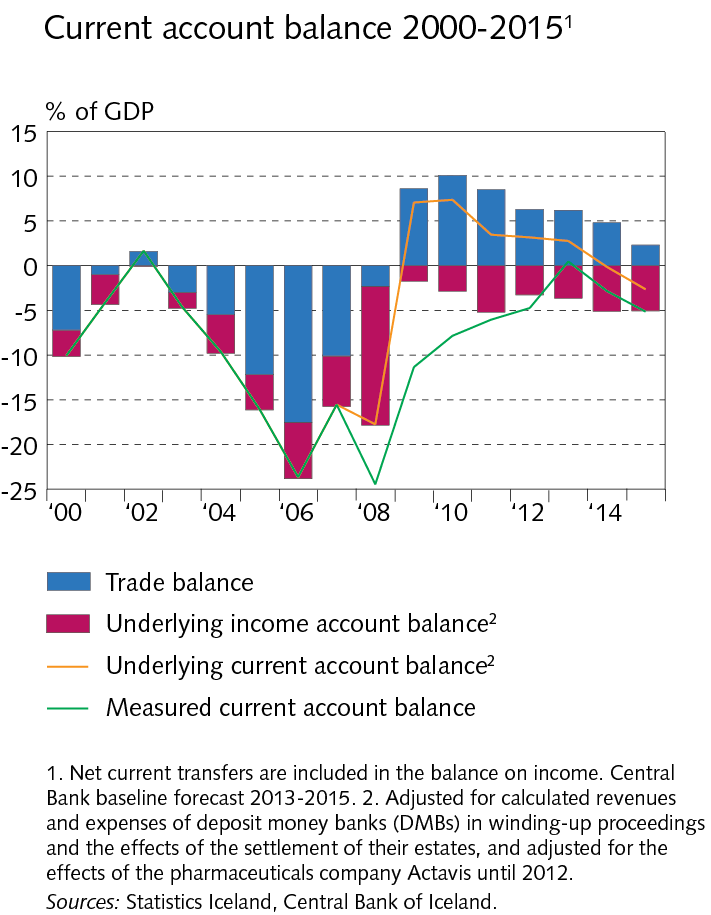 Current account balance 2000-2015¹
% of GDP
15
10
5
0
-5
-10
-15
-20
-25
‘00 ‘02 ‘04 ‘06 ‘08 ‘10 ‘12 ‘14
Trade balance
Underlying income account balance²
Underlying current account balance²
Measured current account balance
1. Net current transfers are included in the balance on income. Central
Bank baseline forecast 2013-2015. 2. Adjusted for calculated revenues
and expenses of deposit money banks (DMBs) in winding-up proceedings
and the effects of the settlement of their estates, and adjusted for the
effects of the pharmaceuticals company Actavis until 2012.
Sources: Statistics Iceland, Central Bank of Iceland.